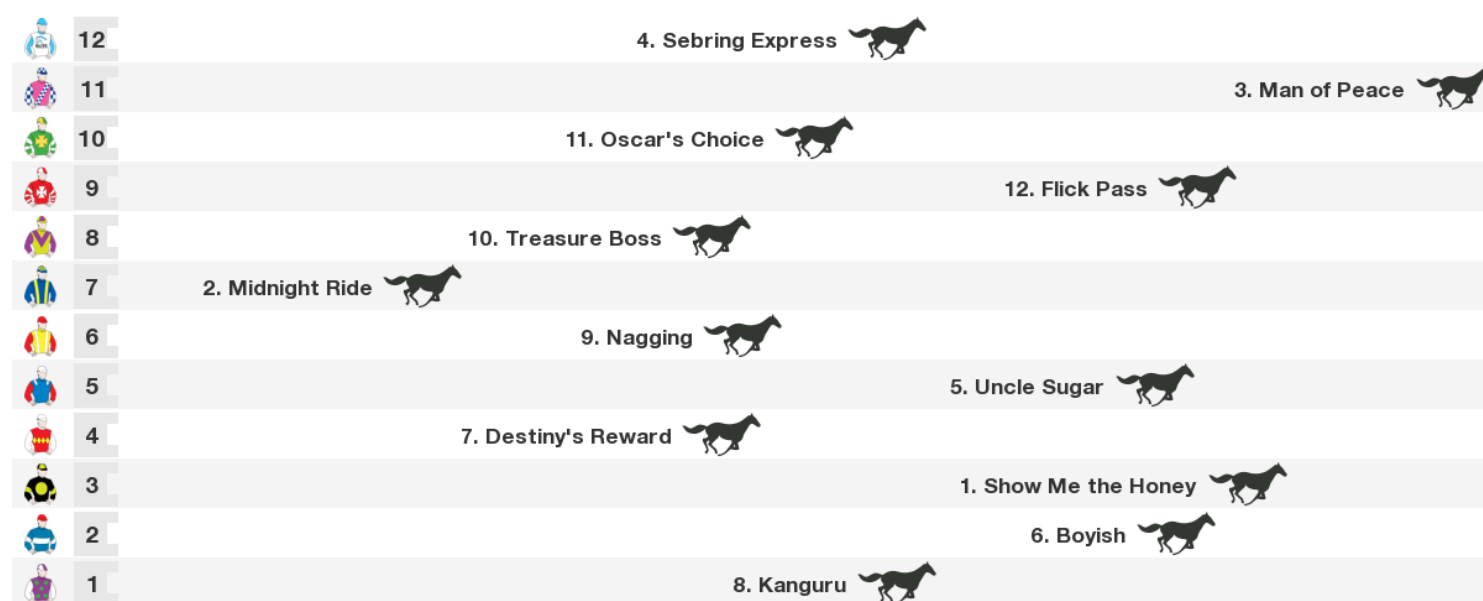 12 4. Sebring Express
11 3. Man of Peace
10 11. Oscar's Choice
9 12. Flick Pass
8 10. Treasure Boss
7 2. Midnight Ride
6 9. Nagging
5 5. Uncle Sugar
4 7. Destiny's Reward
3 1. Show Me the Honey
2 6. Boyish
1 8. Kanguru